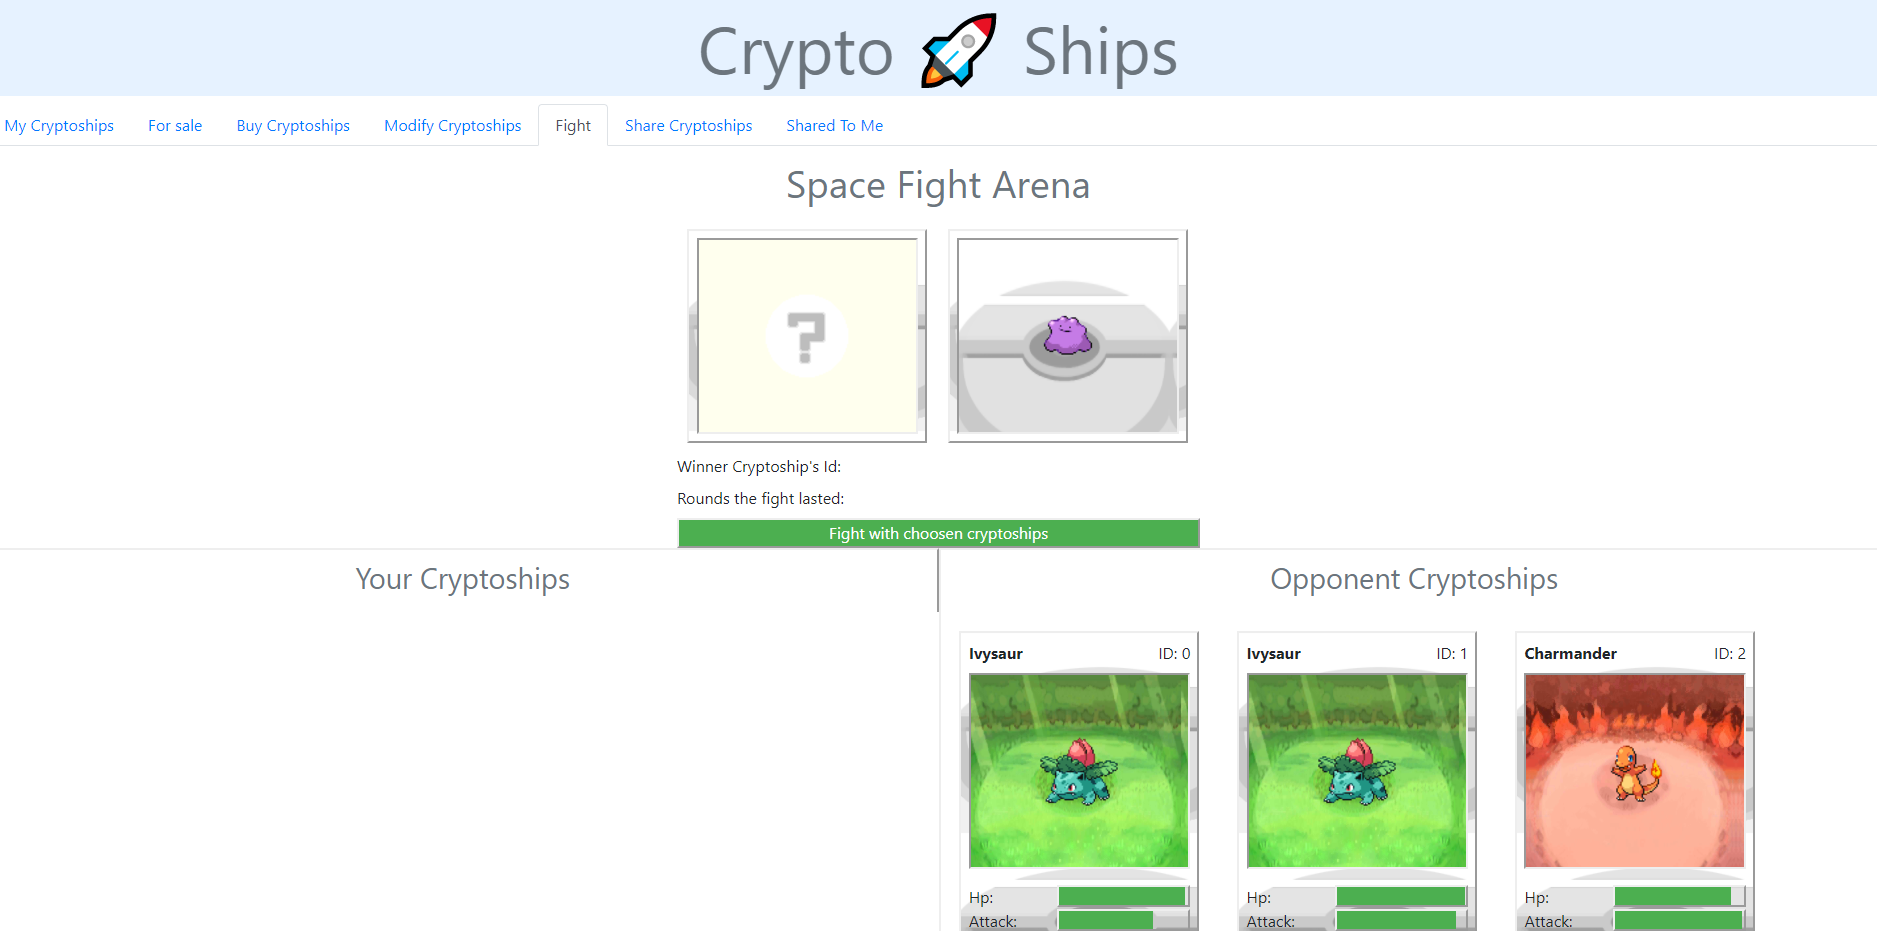 Crypto Ships
My Cryptoships For sale Buy Cryptoships Modify Cryptoships Fight Share Cryptoships Shared To Me
Space Fight Arena
?
Winner Cryptoship's Id:
Rounds the fight lasted:
Fight with choosen cryptoships
Your Cryptoships
Opponent Cryptoships
Ivysaur ID: 0
Ivysaur ID: 1
Charmander ID: 2
Hp:
Hp:
Hp:
Attack:
Attack:
Attack: